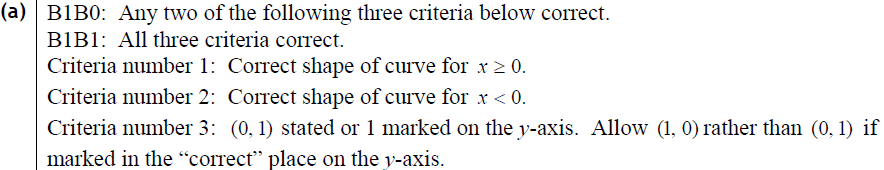 (a) B1B0: Any two of the following three criteria below correct.
B1B1: All three criteria correct.
Criteria number 1: Correct shape of curve for x ≥ 0.
Criteria number 2: Correct shape of curve for x < 0.
Criteria number 3: (0, 1) stated or 1 marked on the y-axis. Allow (1, 0) rather than (0, 1) if
marked in the “correct” place on the y-axis.